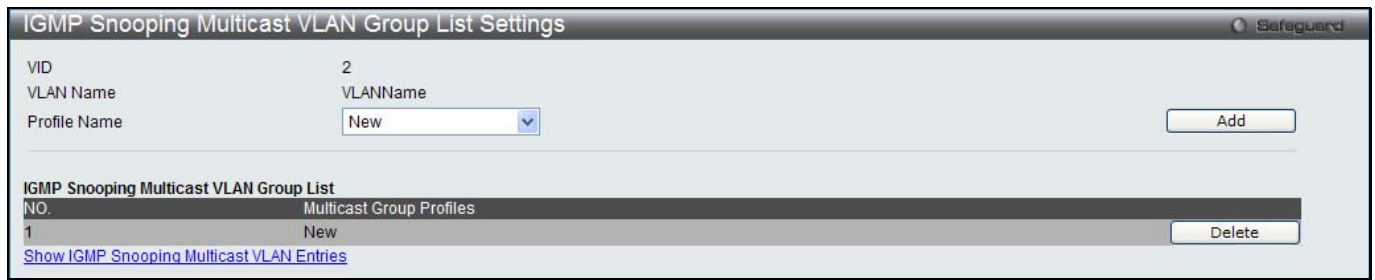 IGMP Snooping Multicast VLAN Group List Settings Safeguard
VID 2
VLAN Name VLANName
Profile Name New Add
IGMP Snooping Multicast VLAN Group List
NO. Multicast Group Profiles
1 New Delete
Show IGMP Snooping Multicast VLAN Entries